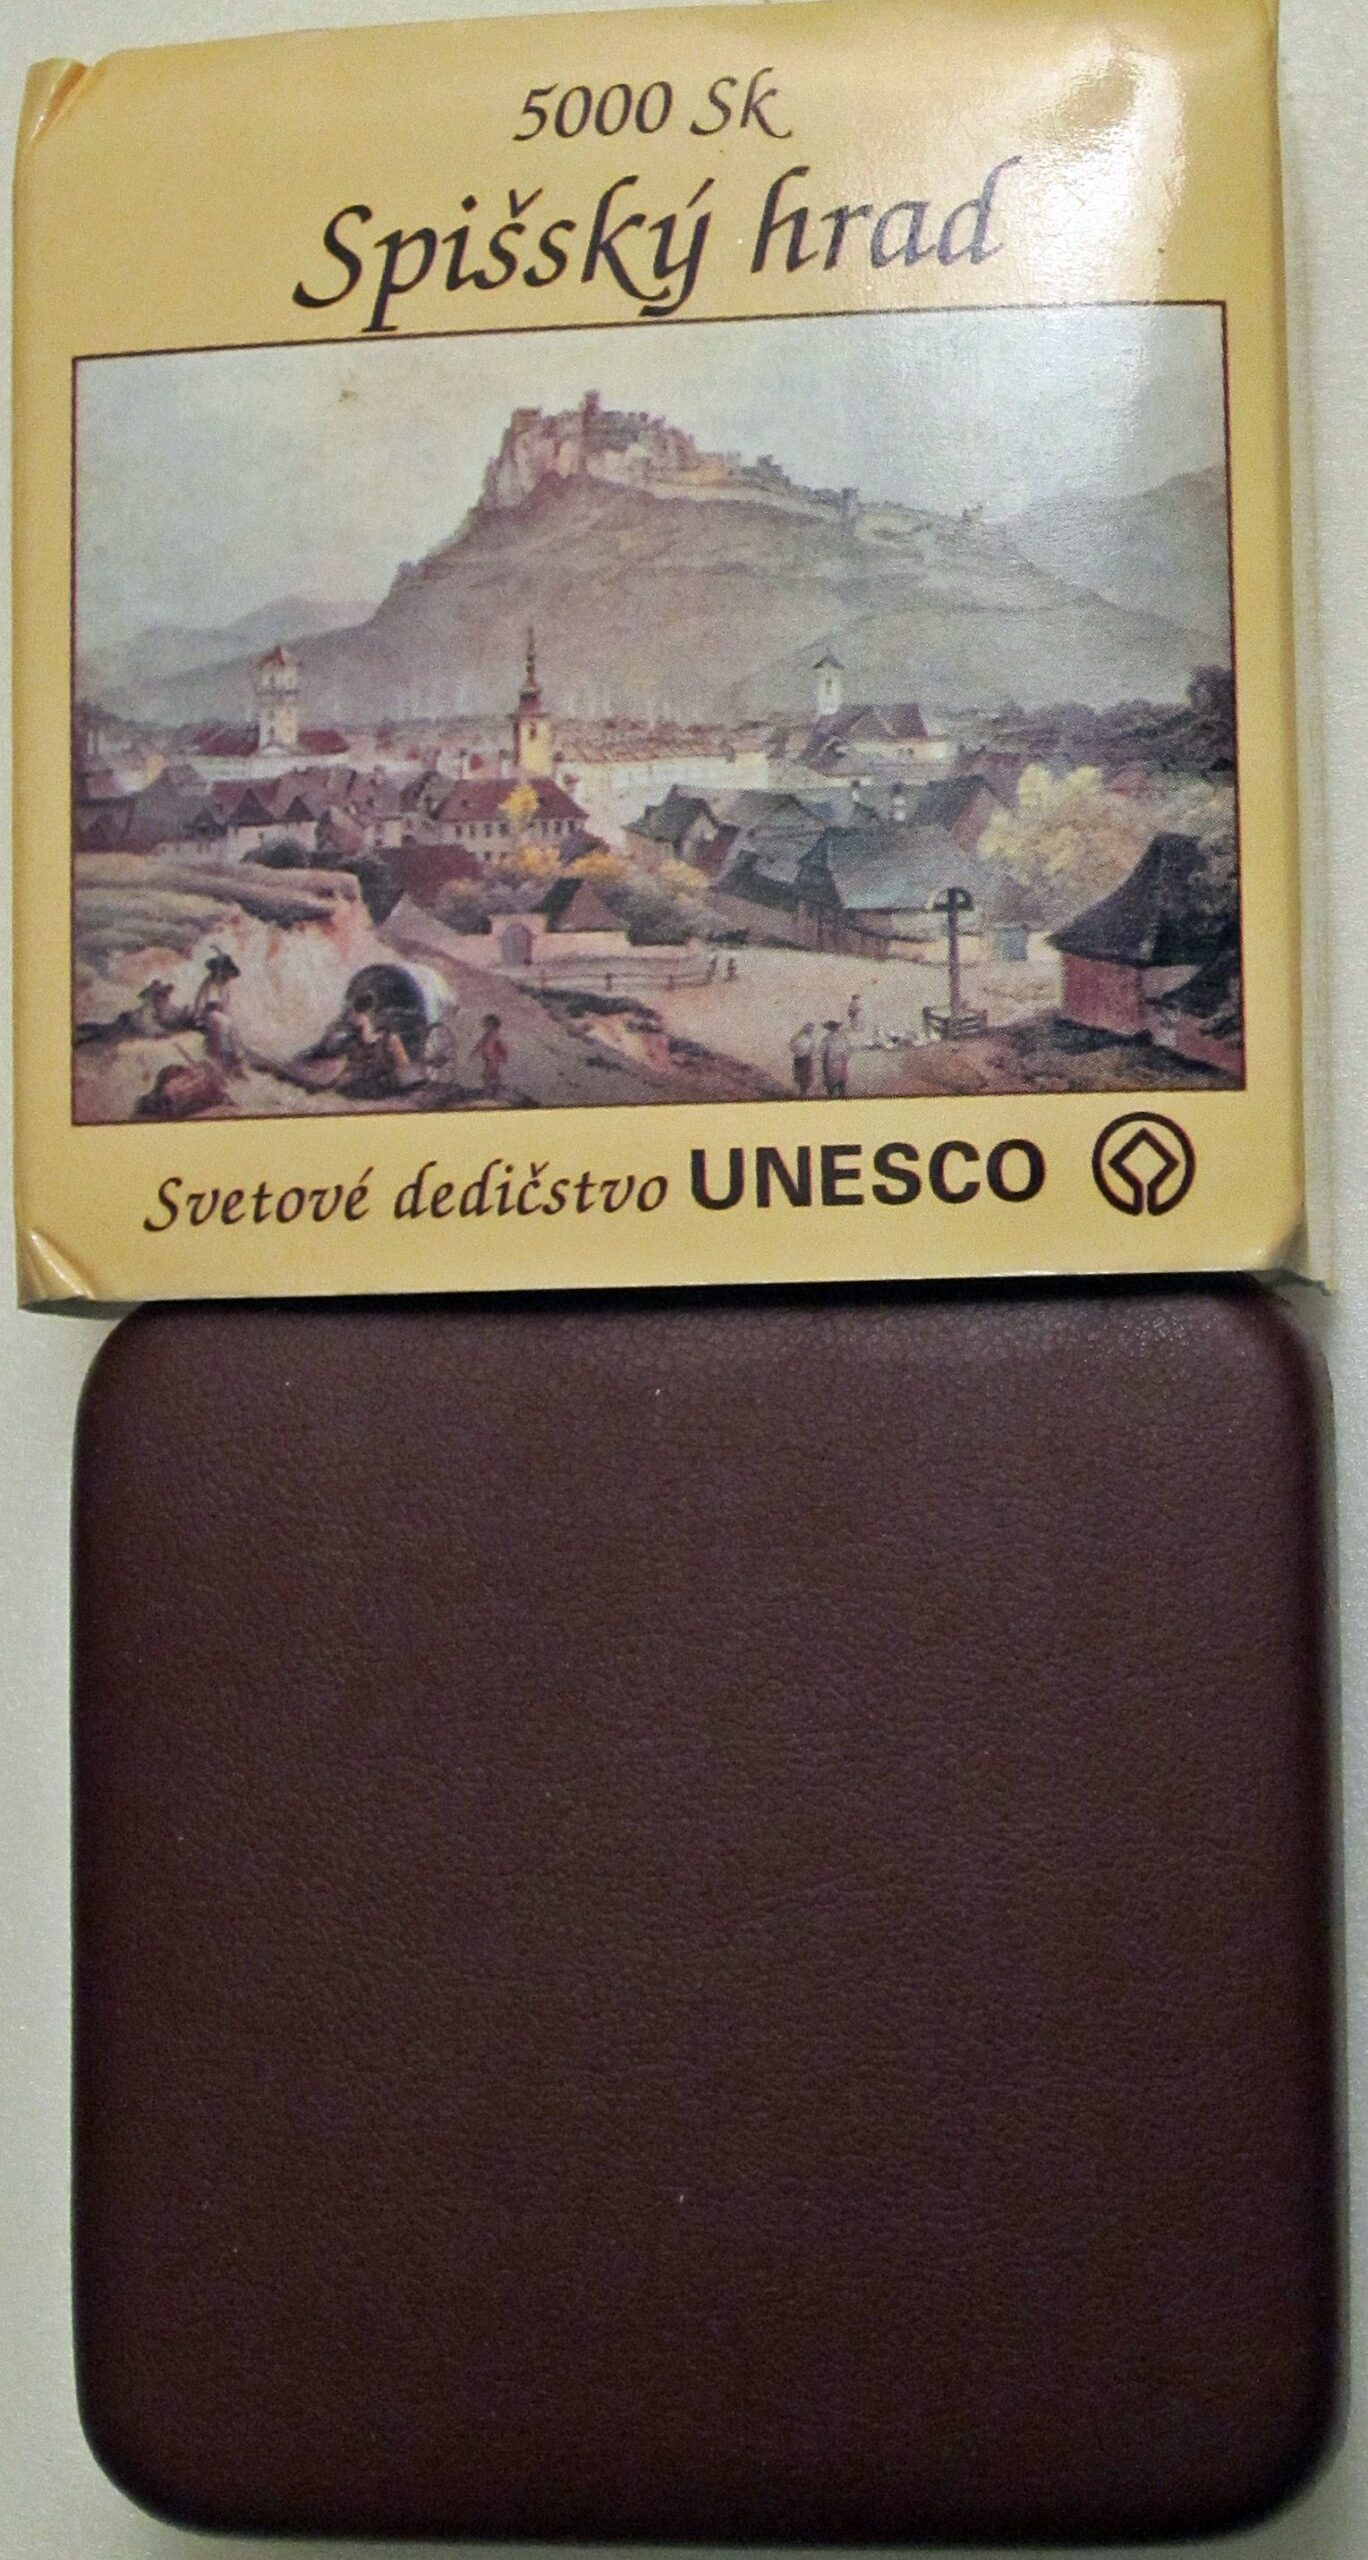 5000 Sk
Spišský hrad
Svetové dedičstvo UNESCO